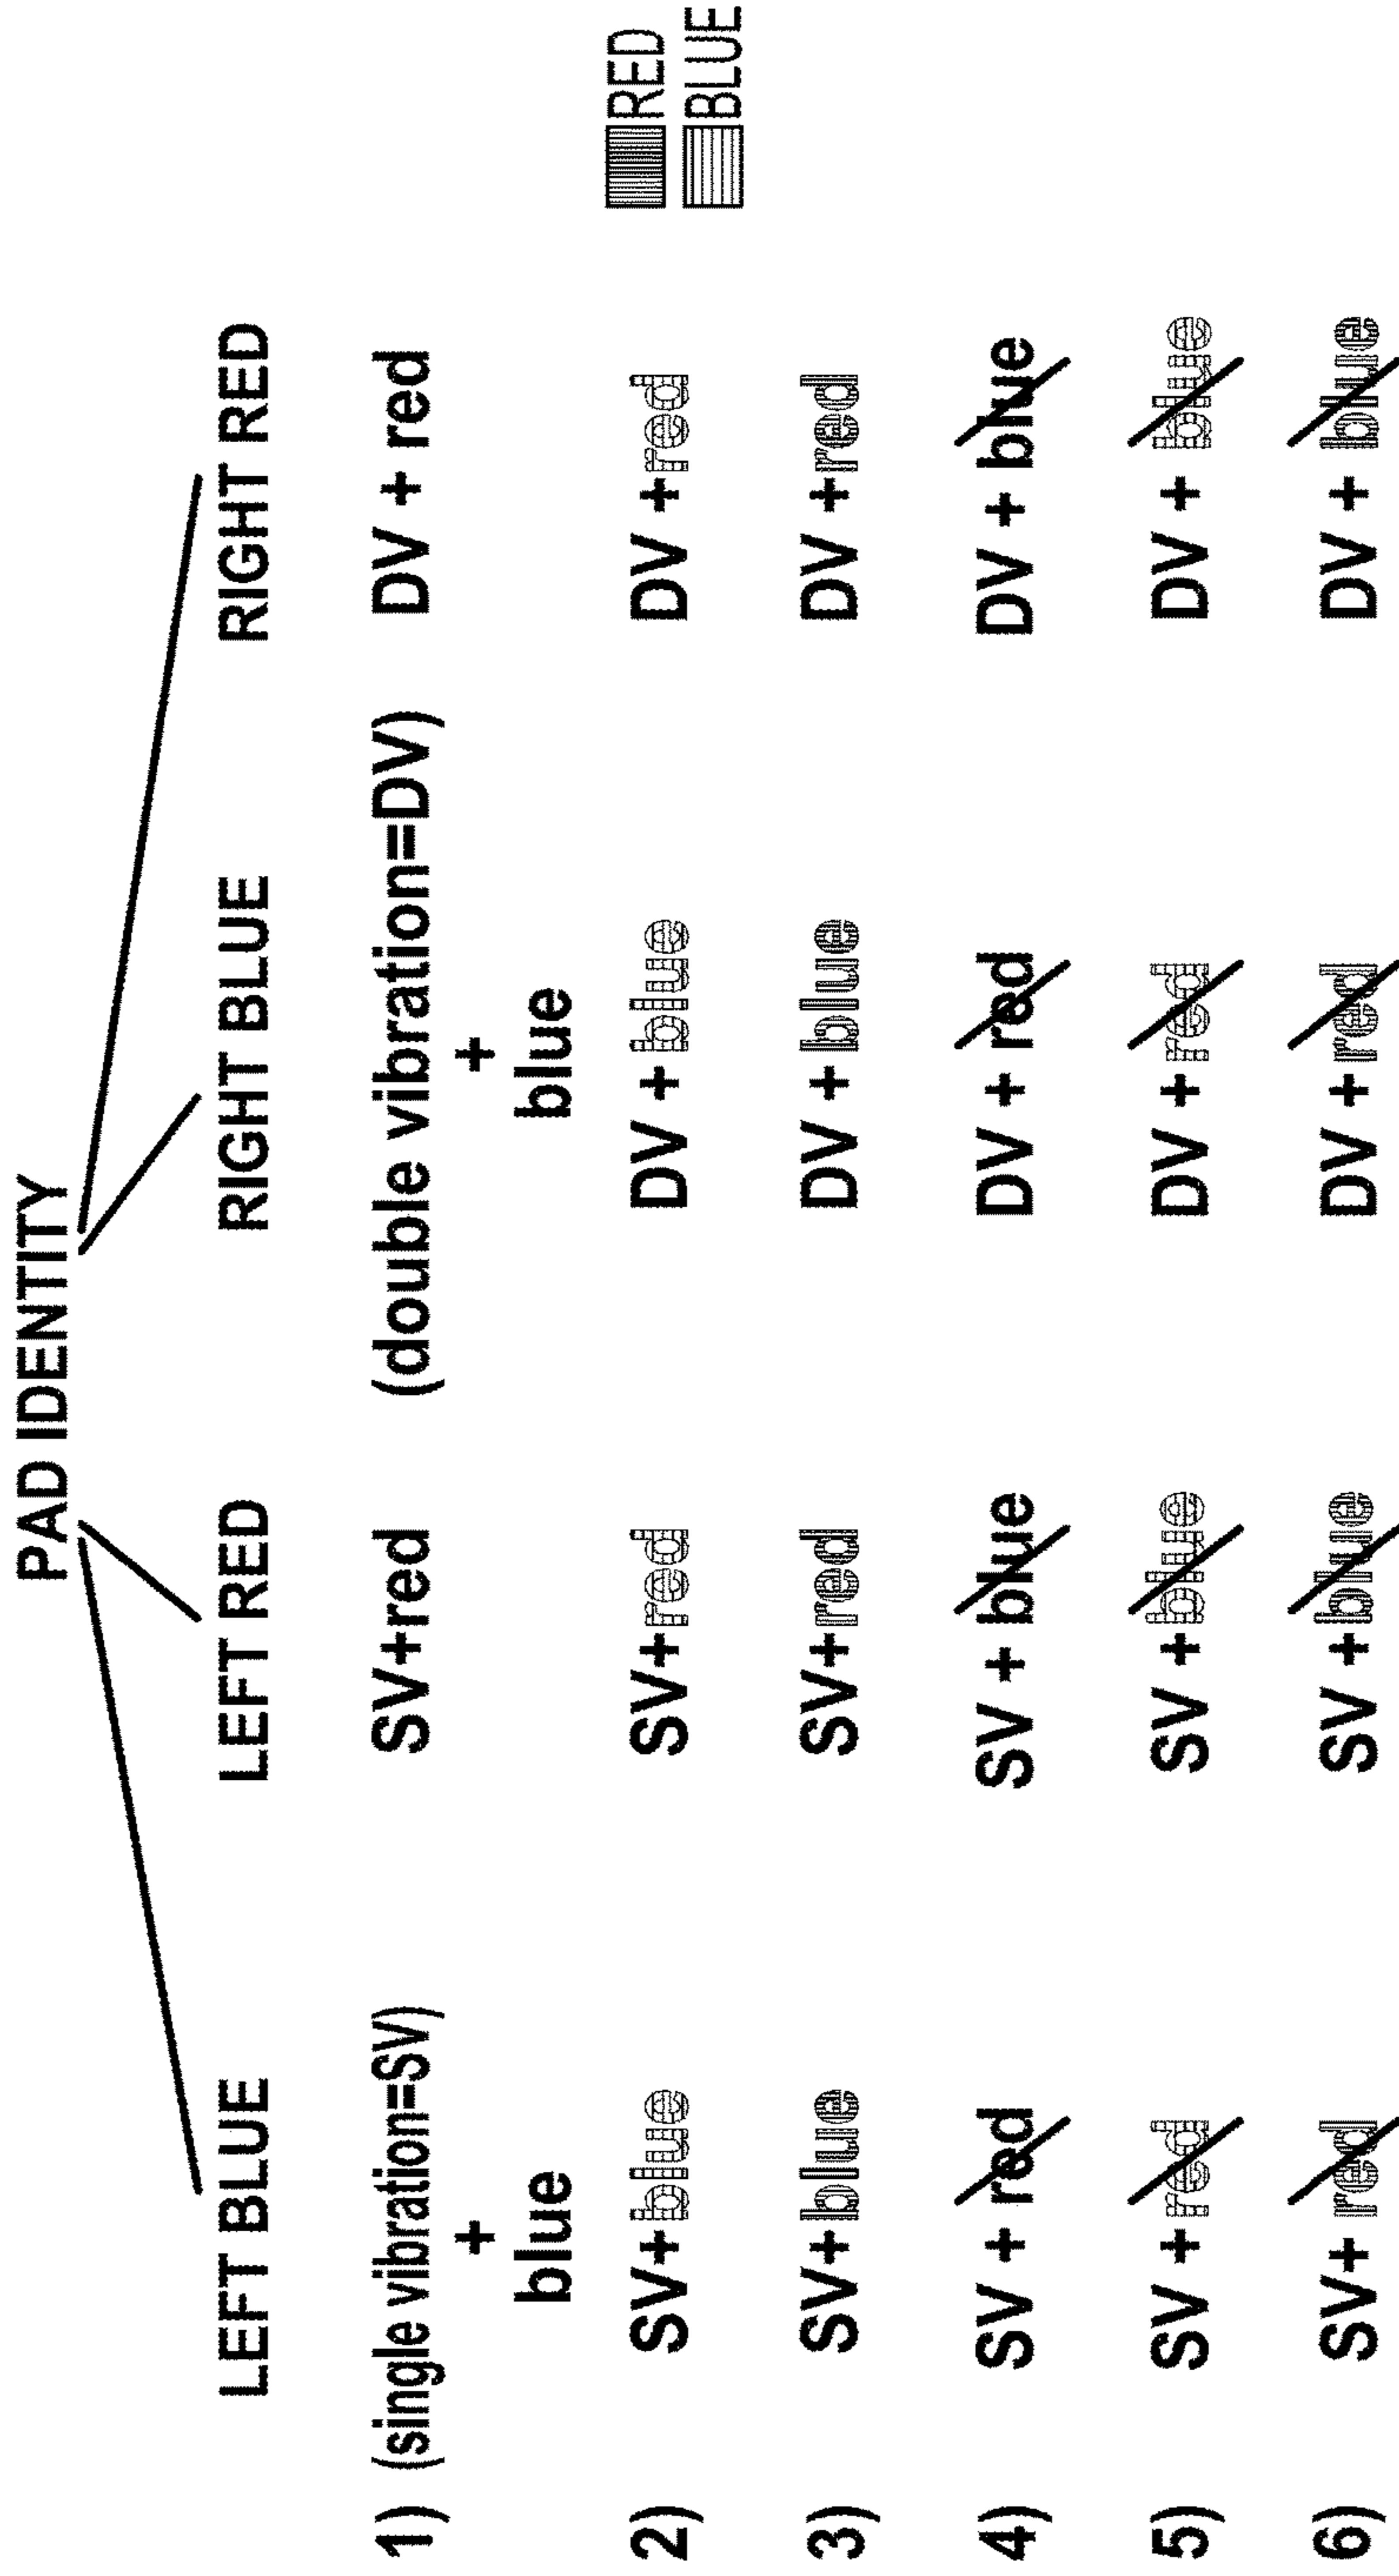 PAD IDENTITY
LEFT BLUE LEFT RED RIGHT BLUE RIGHT RED
1) (single vibration=SV) SV+red (double vibration=DV) DV + red
+ +
blue blue
RED
BLUE
2) SV+blue SV+red DV + blue DV +red
3) SV+ blue SV+red DV + blue DV +red
4) SV + red SV + blue DV + red DV + blue
5) SV + red SV +blue DV +red DV + blue
6) SV+ red SV +blue DV +red DV + blue